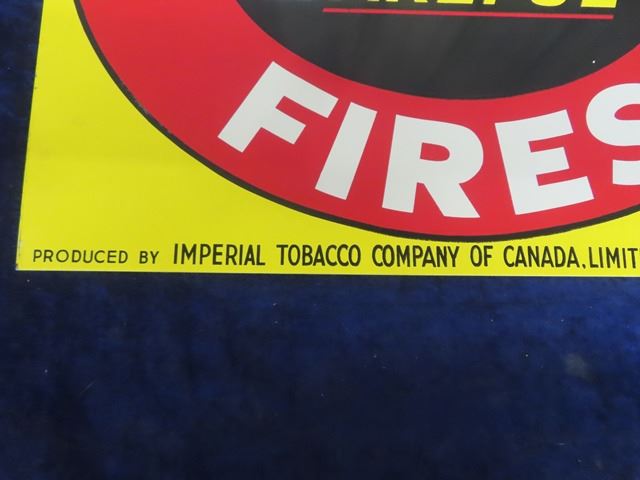 FIRES
PRODUCED BY IMPERIAL TOBACCO COMPANY OF CANADA, LIMIT